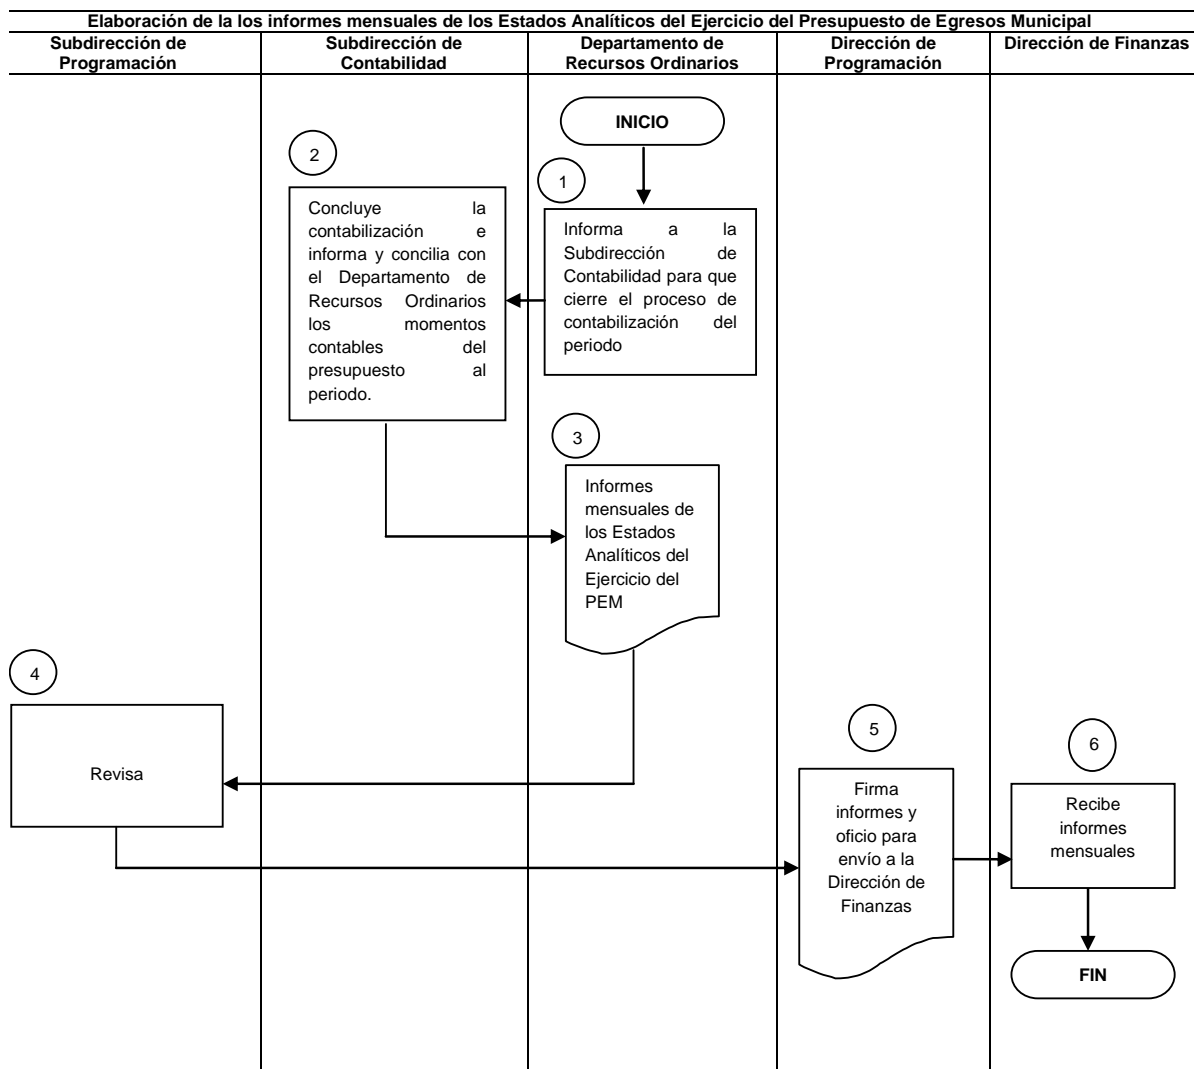 Elaboración de la los informes mensuales de los Estados Analíticos del Ejercicio del Presupuesto de Egresos Municipal
Subdirección de
Programación
Subdirección de
Contabilidad
Departamento de
Recursos Ordinarios
Dirección de
Programación
Dirección de Finanzas
INICIO
1
Informa a la
Subdirección de
Contabilidad para que
cierre el proceso de
contabilización del
periodo
2
Concluye la
contabilización e
informa y concilia con
el Departamento de
Recursos Ordinarios
los momentos
contables del
presupuesto al
periodo.
3
Informes
mensuales de
los Estados
Analíticos del
Ejercicio del
PEM
4
Revisa
5
Firma
informes y
oficio para
envío a la
Dirección de
Finanzas
6
Recibe
informes
mensuales
FIN